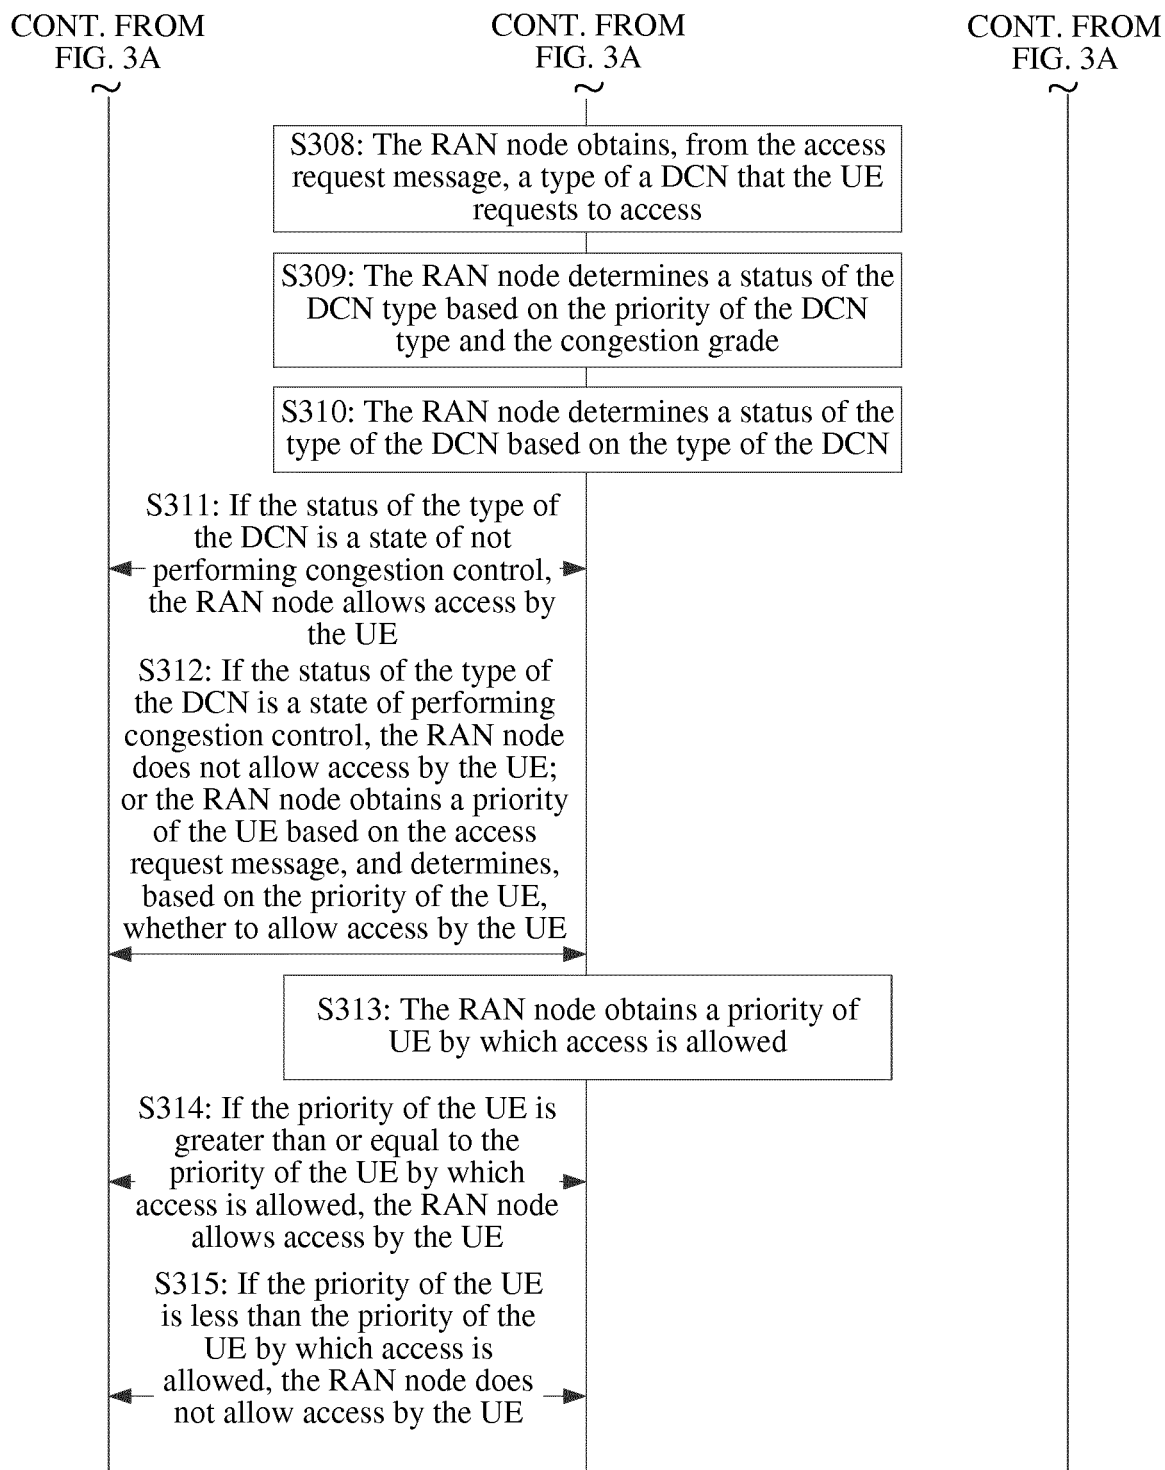 CONT. FROM
FIG. 3A
CONT. FROM
FIG. 3A
CONT. FROM
FIG. 3A
S308: The RAN node obtains, from the access
request message, a type of a DCN that the UE
requests to access
S309: The RAN node determines a status of the
DCN type based on the priority of the DCN
type and the congestion grade
S310: The RAN node determines a status of the
type of the DCN based on the type of the DCN
S311: If the status of the type of
the DCN is a state of not
performing congestion control,
the RAN node allows access by
the UE
S312: If the status of the type of
the DCN is a state of performing
congestion control, the RAN node
does not allow access by the UE;
or the RAN node obtains a priority
of the UE based on the access
request message, and determines,
based on the priority of the UE,
whether to allow access by the UE
S313: The RAN node obtains a priority of
UE by which access is allowed
S314: If the priority of the UE is
greater than or equal to the
priority of the UE by which
access is allowed, the RAN node
allows access by the UE
S315: If the priority of the UE
is less than the priority of the
UE by which access is
allowed, the RAN node does
not allow access by the UE